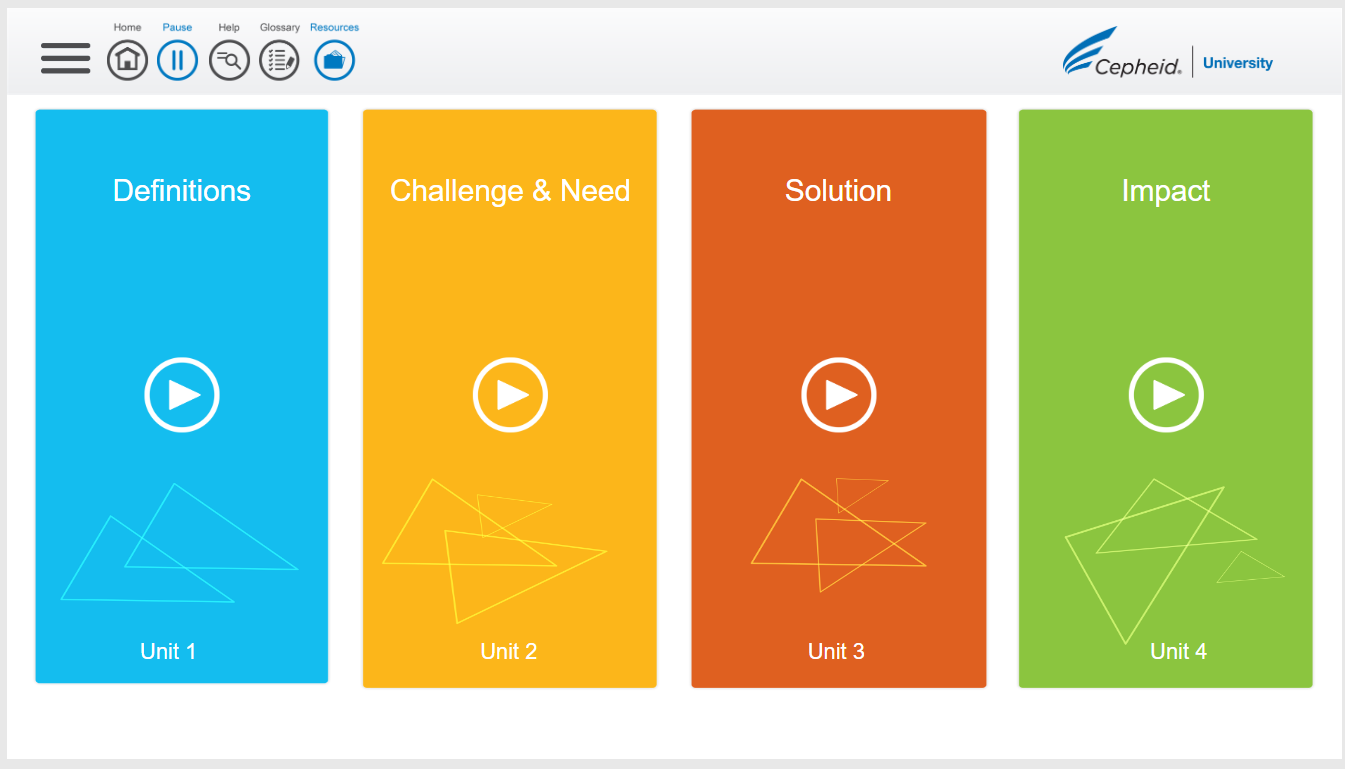 Home Pause Help Glossary Resources
Cepheid. University
Definitions
Challenge & Need
Solution
Impact
Unit 1
Unit 2
Unit 3
Unit 4